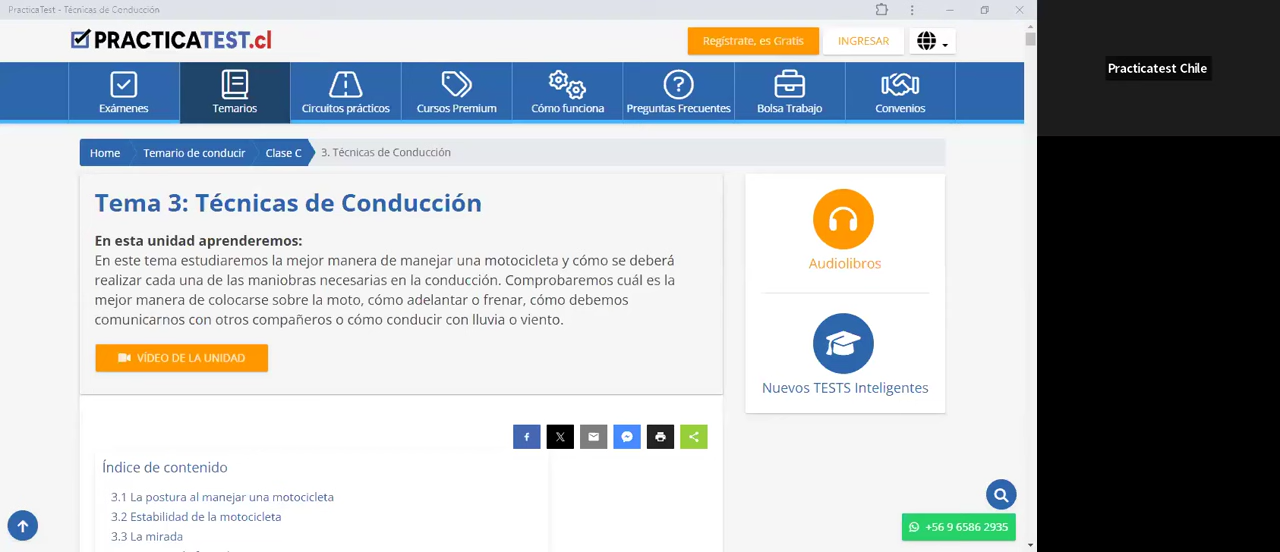 PracticaTest - Técnicas de Conducción
PRACTICATEST.cl
Regístrate, es Gratis
INGRESAR
Practicatest Chile
Exámenes
Temarios
Circuitos prácticos
Cursos Premium
Cómo funciona
Preguntas Frecuentes
Bolsa Trabajo
Convenios
Home
Temario de conducir
Clase C
3. Técnicas de Conducción
Tema 3: Técnicas de Conducción
En esta unidad aprenderemos:
En este tema estudiaremos la mejor manera de manejar una motocicleta y cómo se deberá
realizar cada una de las maniobras necesarias en la conducción. Comprobaremos cuál es la
mejor manera de colocarse sobre la moto, cómo adelantar o frenar, cómo debemos
comunicarnos con otros compañeros o cómo conducir con lluvia o viento.
VÍDEO DE LA UNIDAD
Audiolibros
Nuevos TESTS Inteligentes
Índice de contenido
3.1 La postura al manejar una motocicleta
3.2 Estabilidad de la motocicleta
3.3 La mirada
+56 9 6586 2935